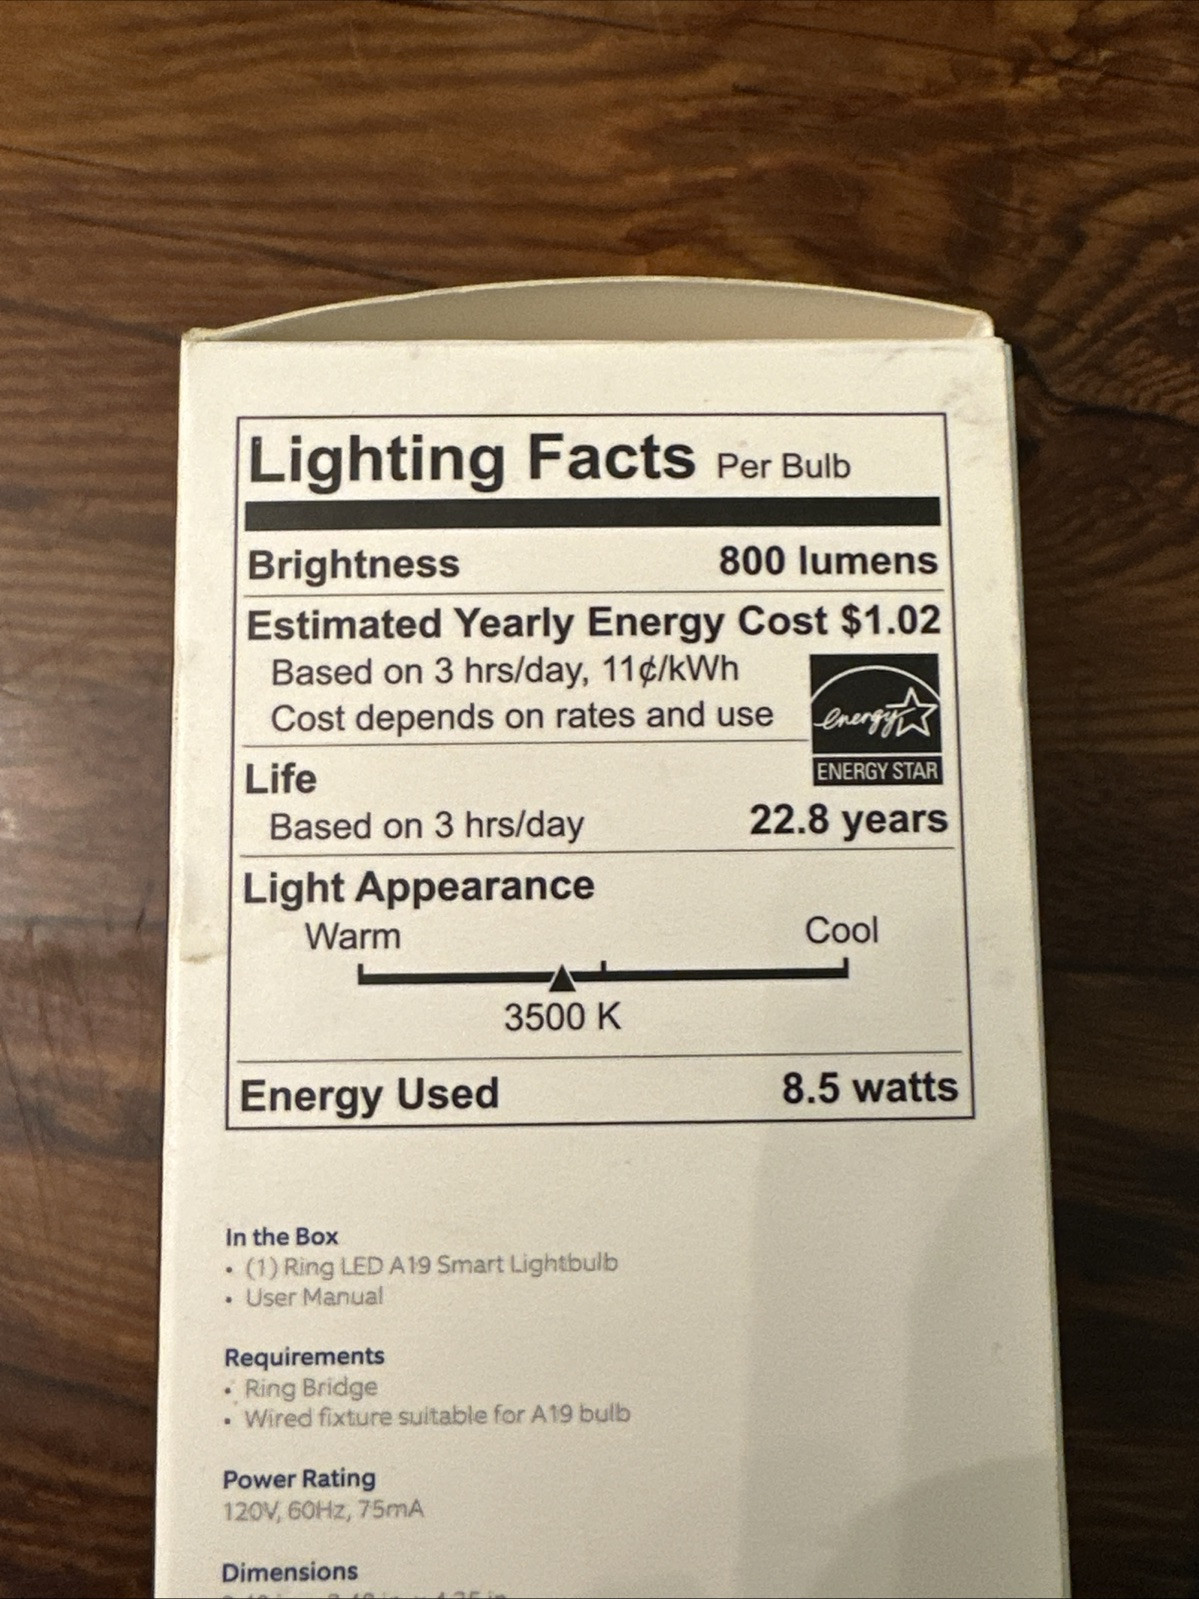 Lighting Facts Per Bulb
Brightness 800 lumens
Estimated Yearly Energy Cost $1.02
Based on 3 hrs/day, 11¢/kWh
Cost depends on rates and use
energy
ENERGY STAR
Life
Based on 3 hrs/day 22.8 years
Light Appearance
Warm Cool
3500 K
Energy Used 8.5 watts
In the Box
• (1) Ring LED A19 Smart Lightbulb
• User Manual
Requirements
• Ring Bridge
• Wired fixture suitable for A19 bulb
Power Rating
120V, 60Hz, 75mA
Dimensions